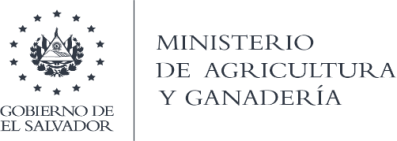 GOBIERNO DE
EL SALVADOR
MINISTERIO
DE AGRICULTURA
Y GANADERÍA